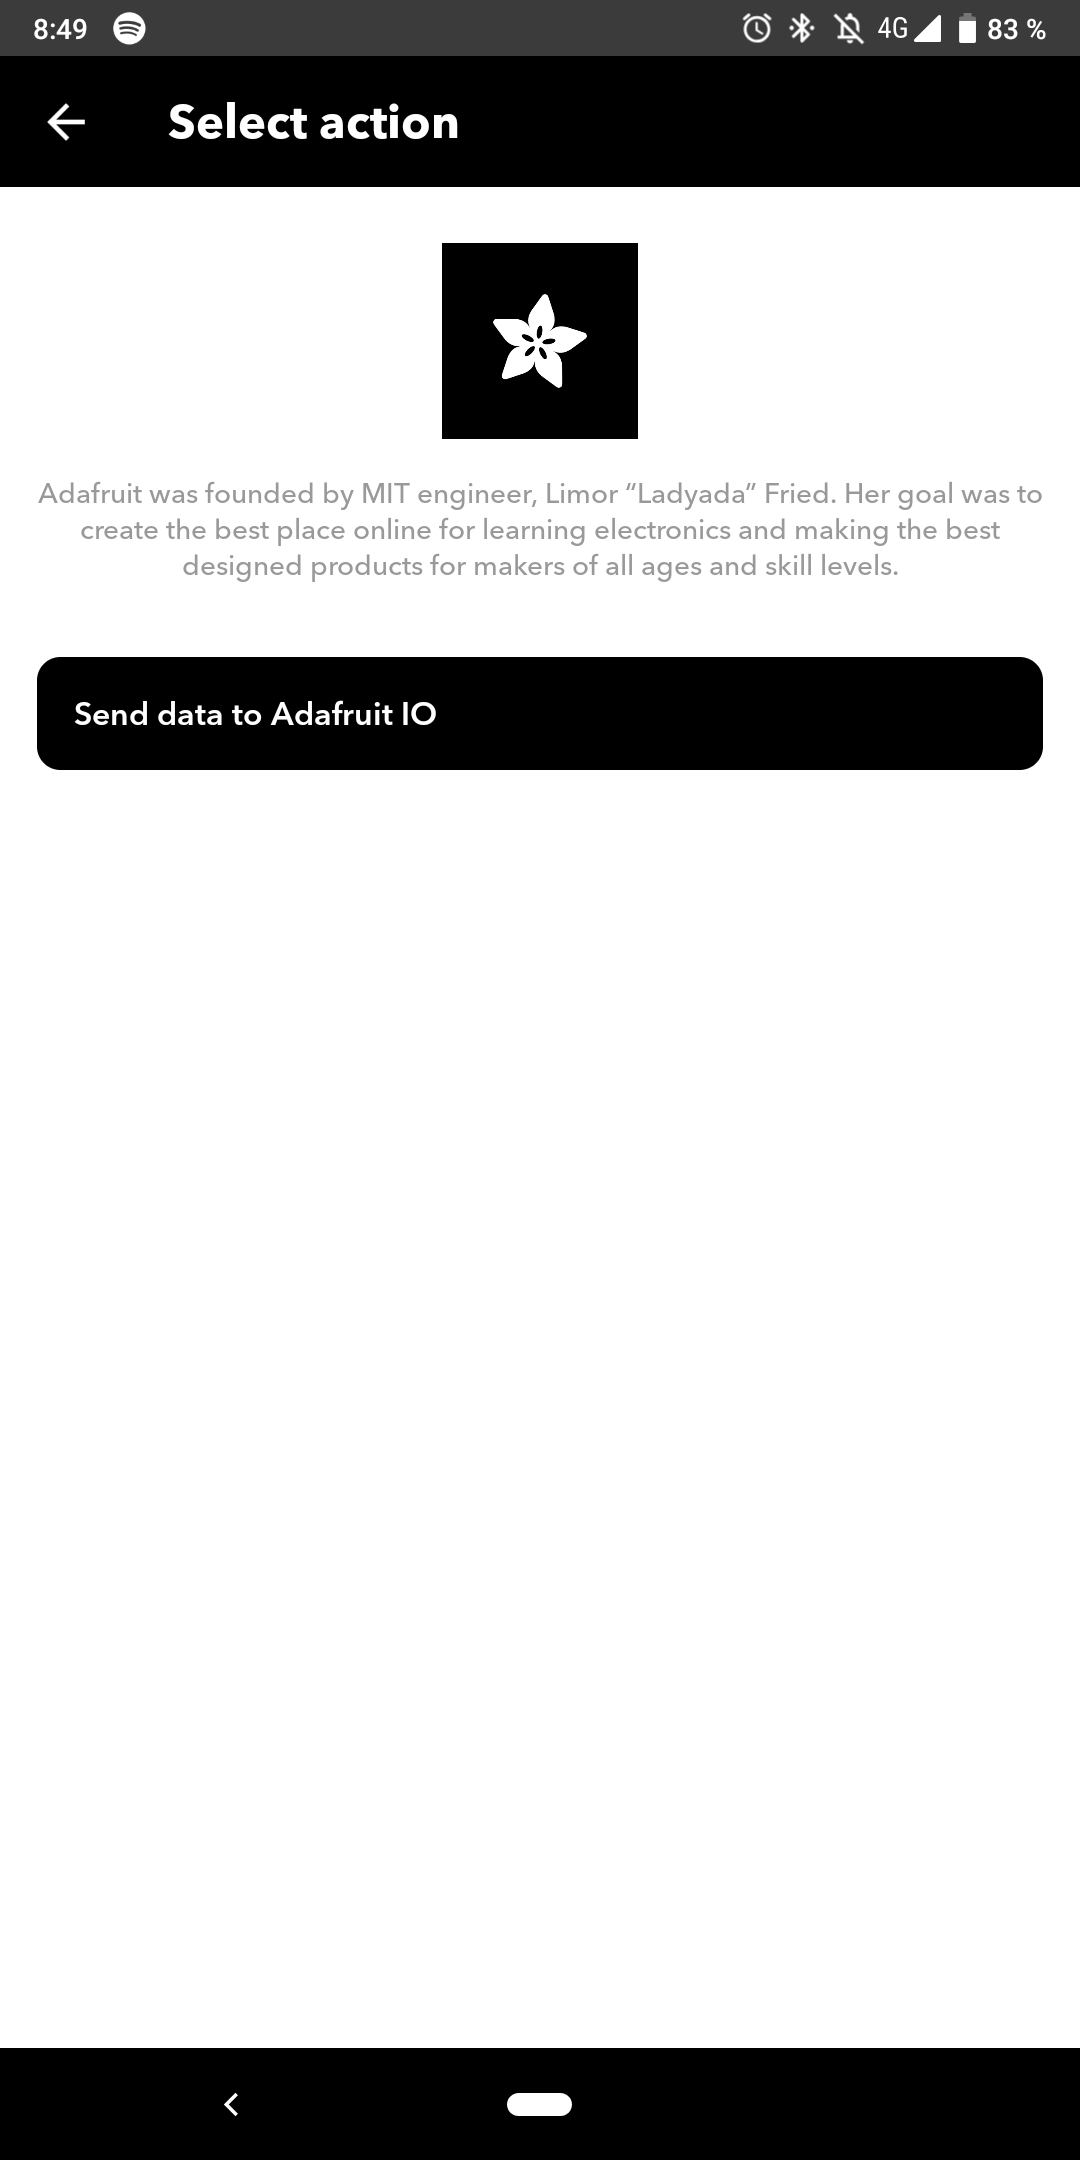 8:49
4G 83 %
Select action
Adafruit was founded by MIT engineer, Limor “Ladyada” Fried. Her goal was to
create the best place online for learning electronics and making the best
designed products for makers of all ages and skill levels.
Send data to Adafruit IO